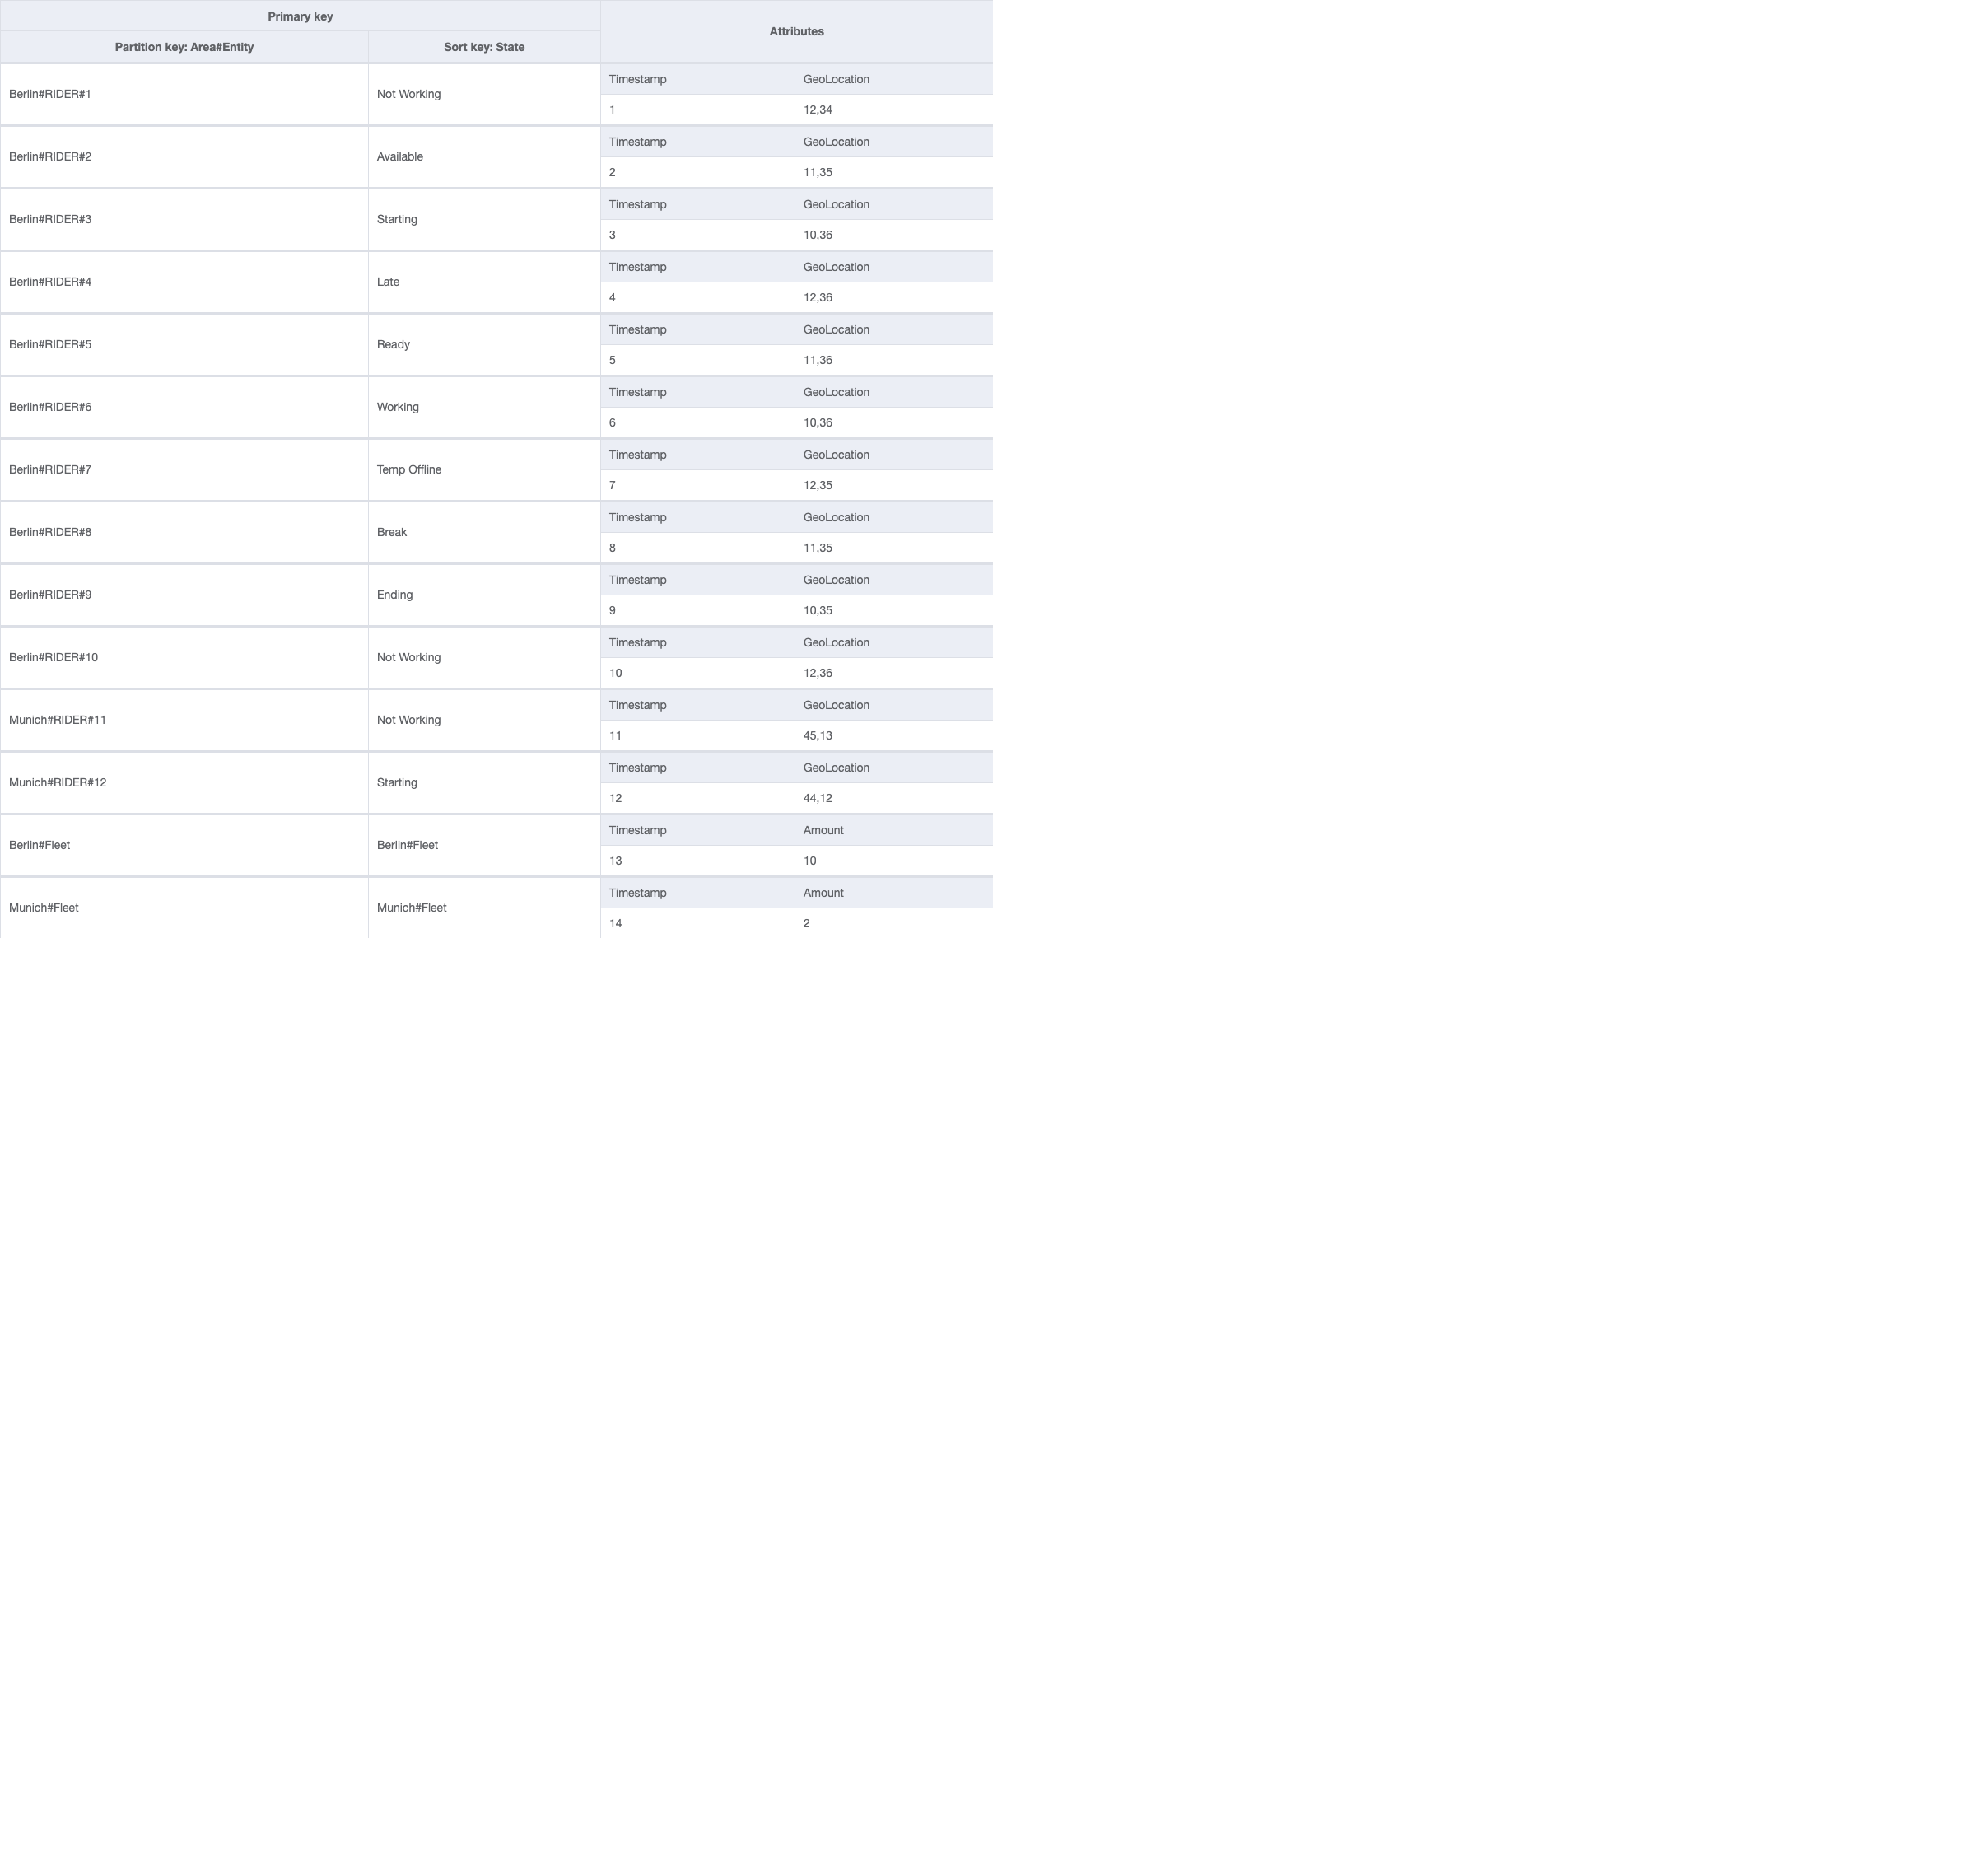 Primary key
Attributes
Partition key: Area#Entity Sort key: State
Timestamp GeoLocation
Berlin#RIDER#1 Not Working
1 12,34
Timestamp GeoLocation
Berlin#RIDER#2 Available
2 11,35
Timestamp GeoLocation
Berlin#RIDER#3 Starting
3 10,36
Timestamp GeoLocation
Berlin#RIDER#4 Late
4 12,36
Timestamp GeoLocation
Berlin#RIDER#5 Ready
5 11,36
Timestamp GeoLocation
Berlin#RIDER#6 Working
6 10,36
Timestamp GeoLocation
Berlin#RIDER#7 Temp Offline
7 12,35
Timestamp GeoLocation
Berlin#RIDER#8 Break
8 11,35
Timestamp GeoLocation
Berlin#RIDER#9 Ending
9 10,35
Timestamp GeoLocation
Berlin#RIDER#10 Not Working
10 12,36
Timestamp GeoLocation
Munich#RIDER#11 Not Working
11 45,13
Timestamp GeoLocation
Munich#RIDER#12 Starting
12 44,12
Timestamp Amount
Berlin#Fleet Berlin#Fleet
13 10
Timestamp Amount
Munich#Fleet Munich#Fleet
14 2